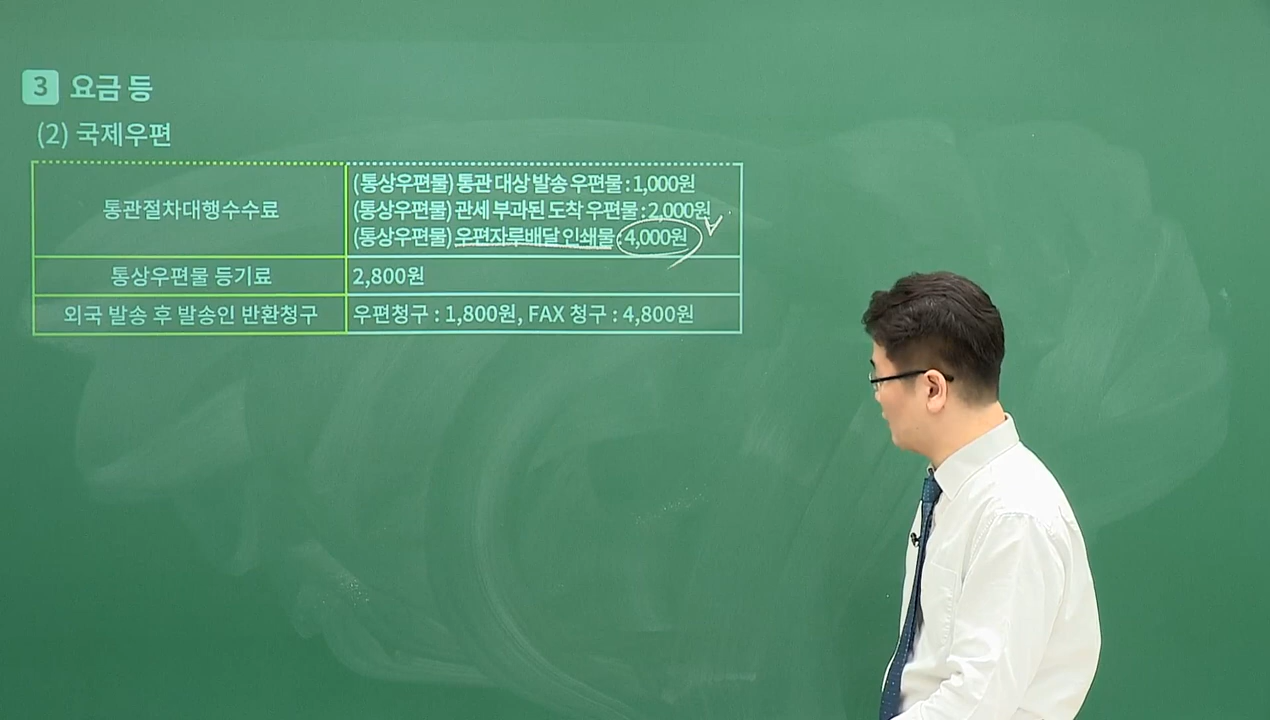 3 요금 등
(2) 국제우편
통관절차대행수수료
(통상우편물) 통관 대상 발송 우편물 : 1,000원
(통상우편물) 관세 부과된 도착 우편물 : 2,000원
(통상우편물) 우편자루배달 인쇄물 : 4,000원
통상우편물 등기료
2,800원
외국 발송 후 발송인 반환청구
우편청구 : 1,800원, FAX 청구 : 4,800원